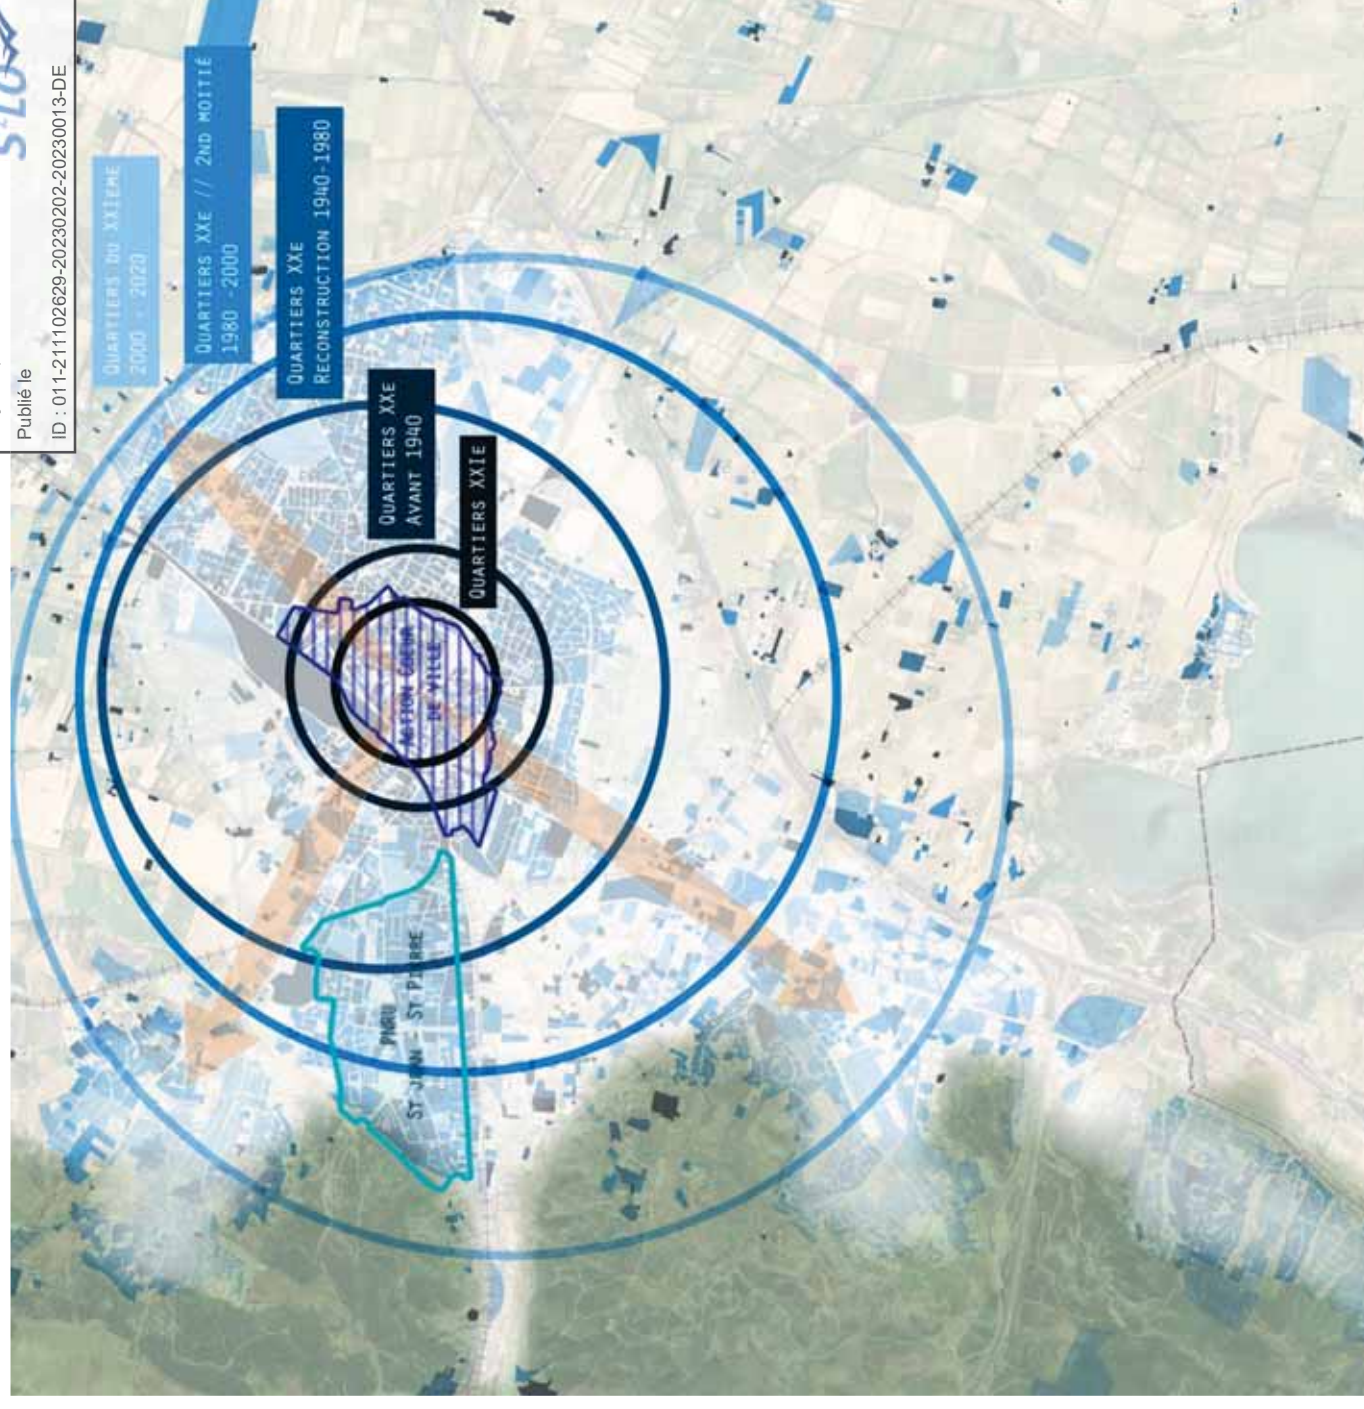 S²LOW
Publié le
ID : 011-211102629-20230202-20230013-DE
QUARTIERS DU XXIÈME
2000 - 2020
QUARTIERS XXE // 2ND MOITIÉ
1980 -2000
QUARTIERS XXE
RECONSTRUCTION 1940-1980
QUARTIERS XXE
AVANT 1940
QUARTIERS XXIE
ACTION COEUR
DE VILLE
PNRU
ST JEAN - ST PIERRE